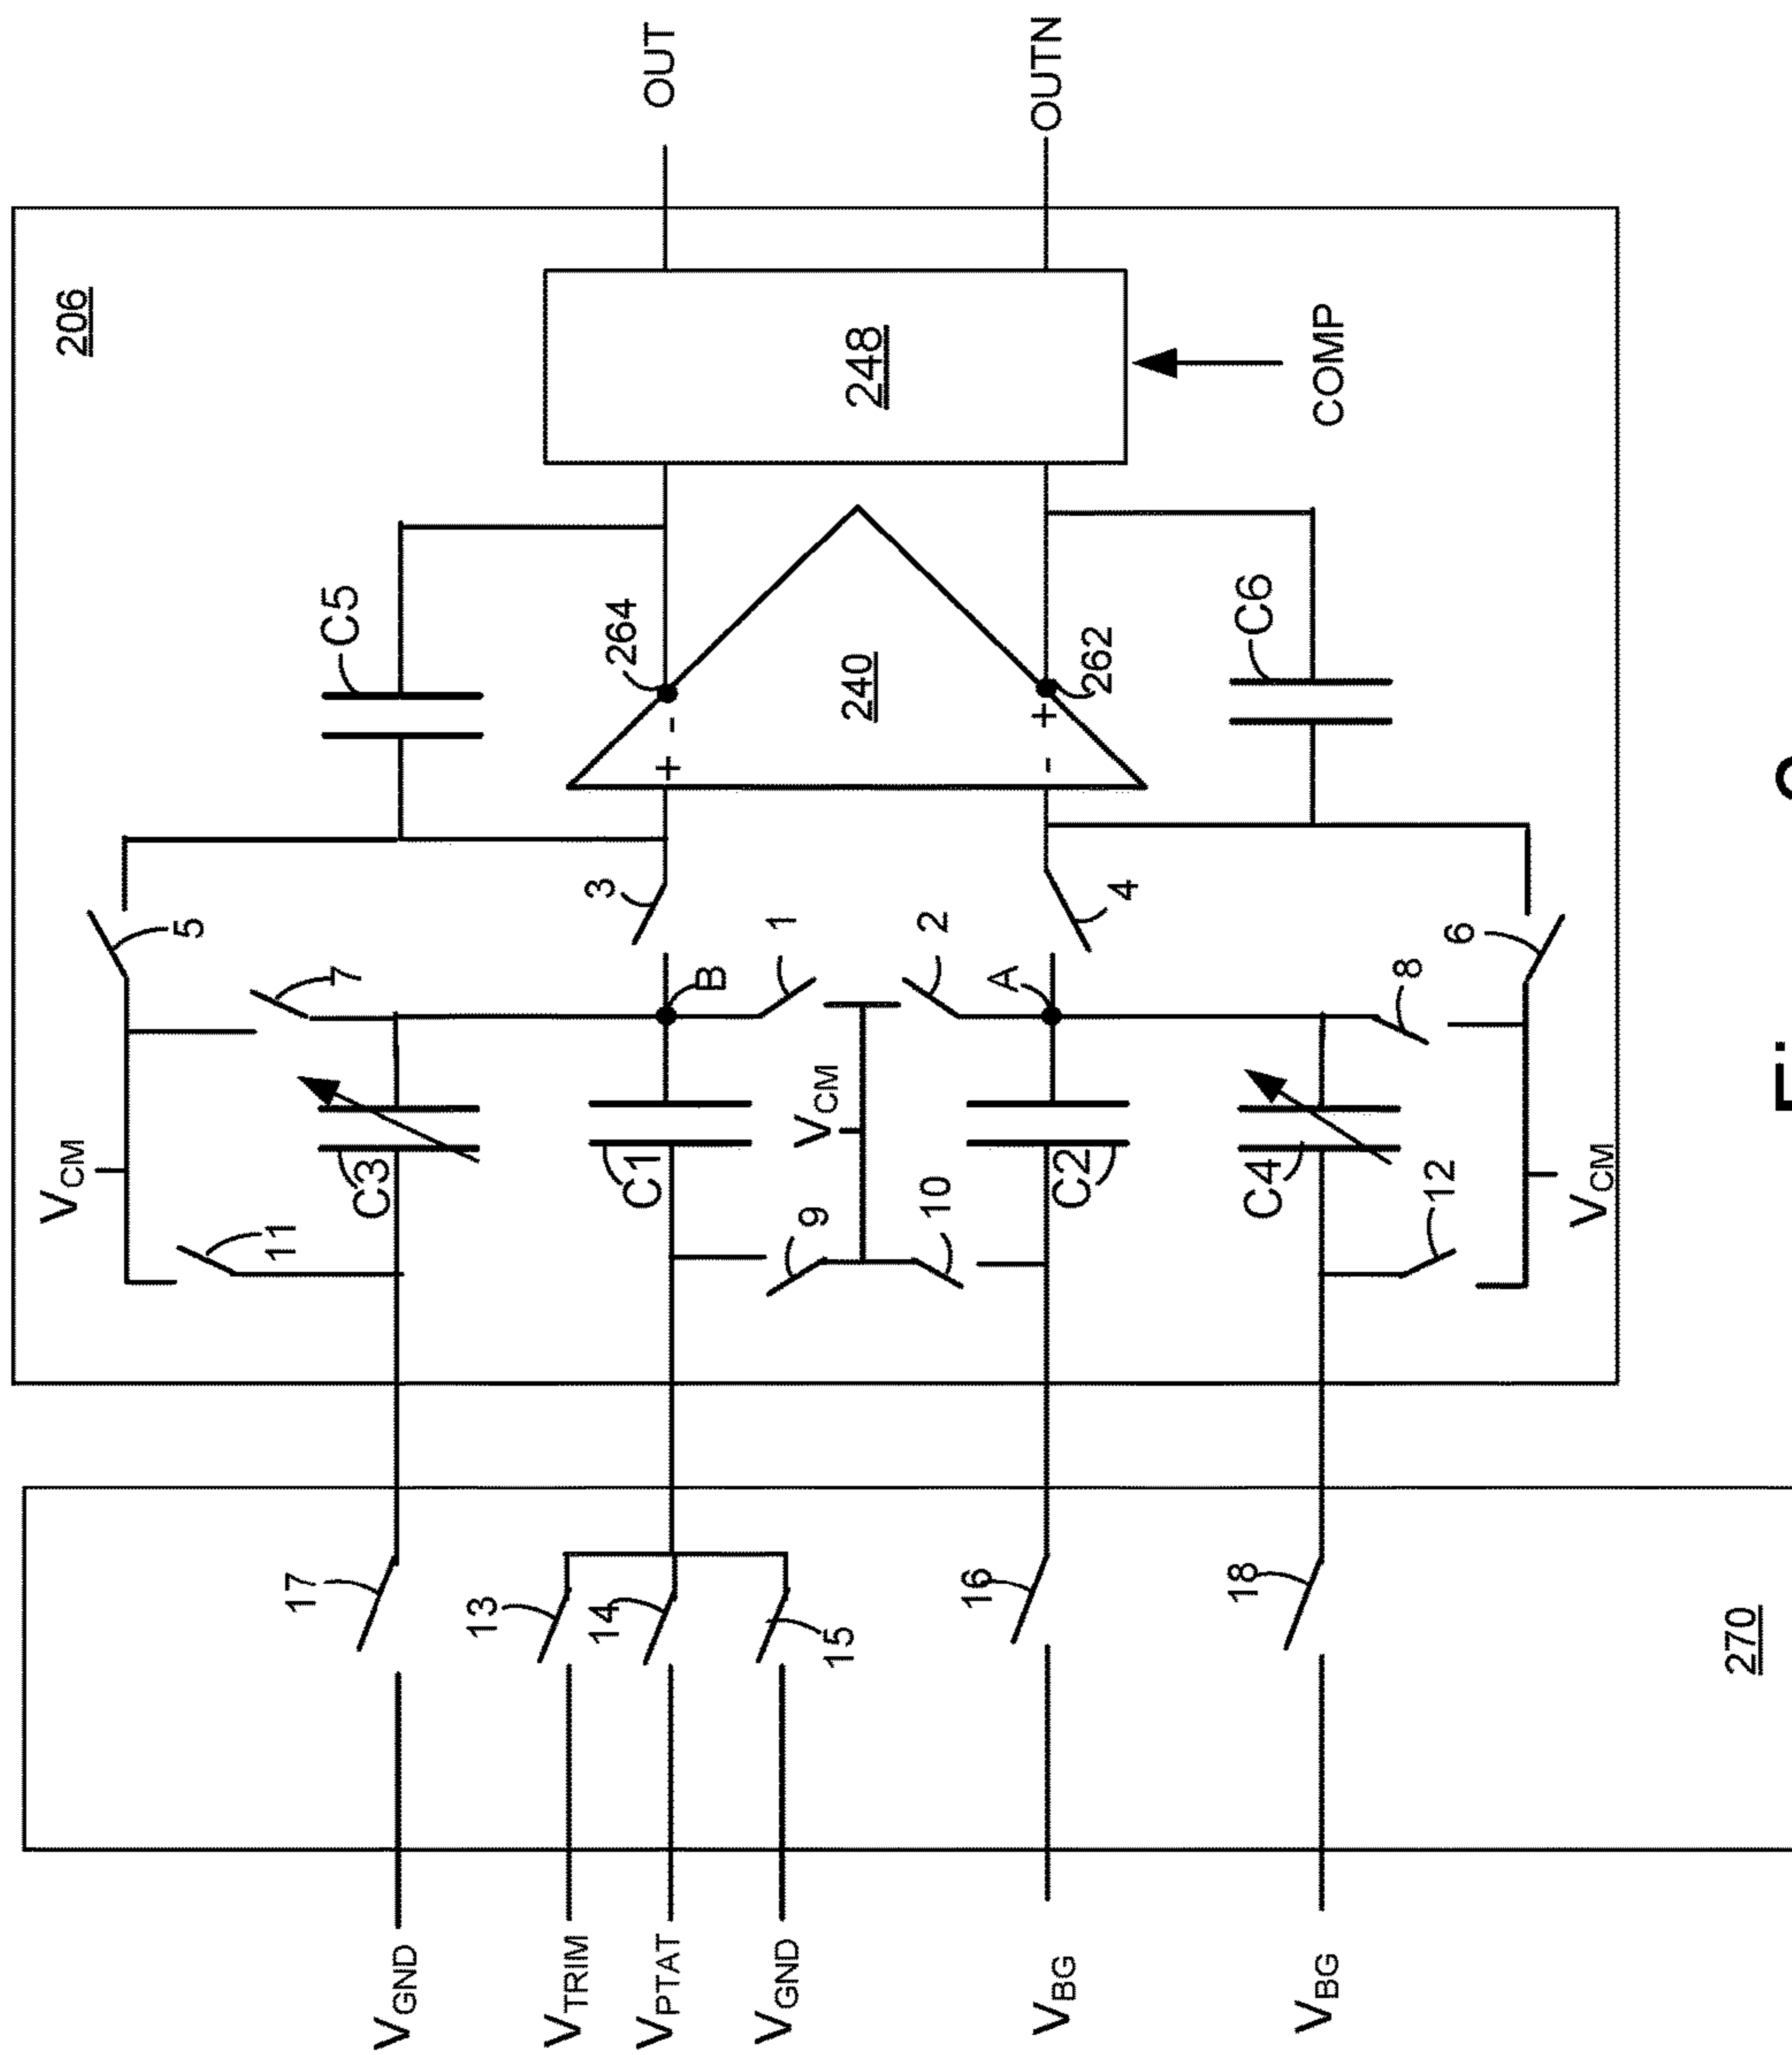 206
OUT
OUTN
248
COMP
C5
264
240
262
C6
3
4
5
7
B
1
2
A
8
6
VCM
11
C3
C1
VCM
9
10
C2
C4
12
VCM
17
13
14
15
16
18
270
VGND
VTRIM
VPTAT
VGND
VBG
VBG